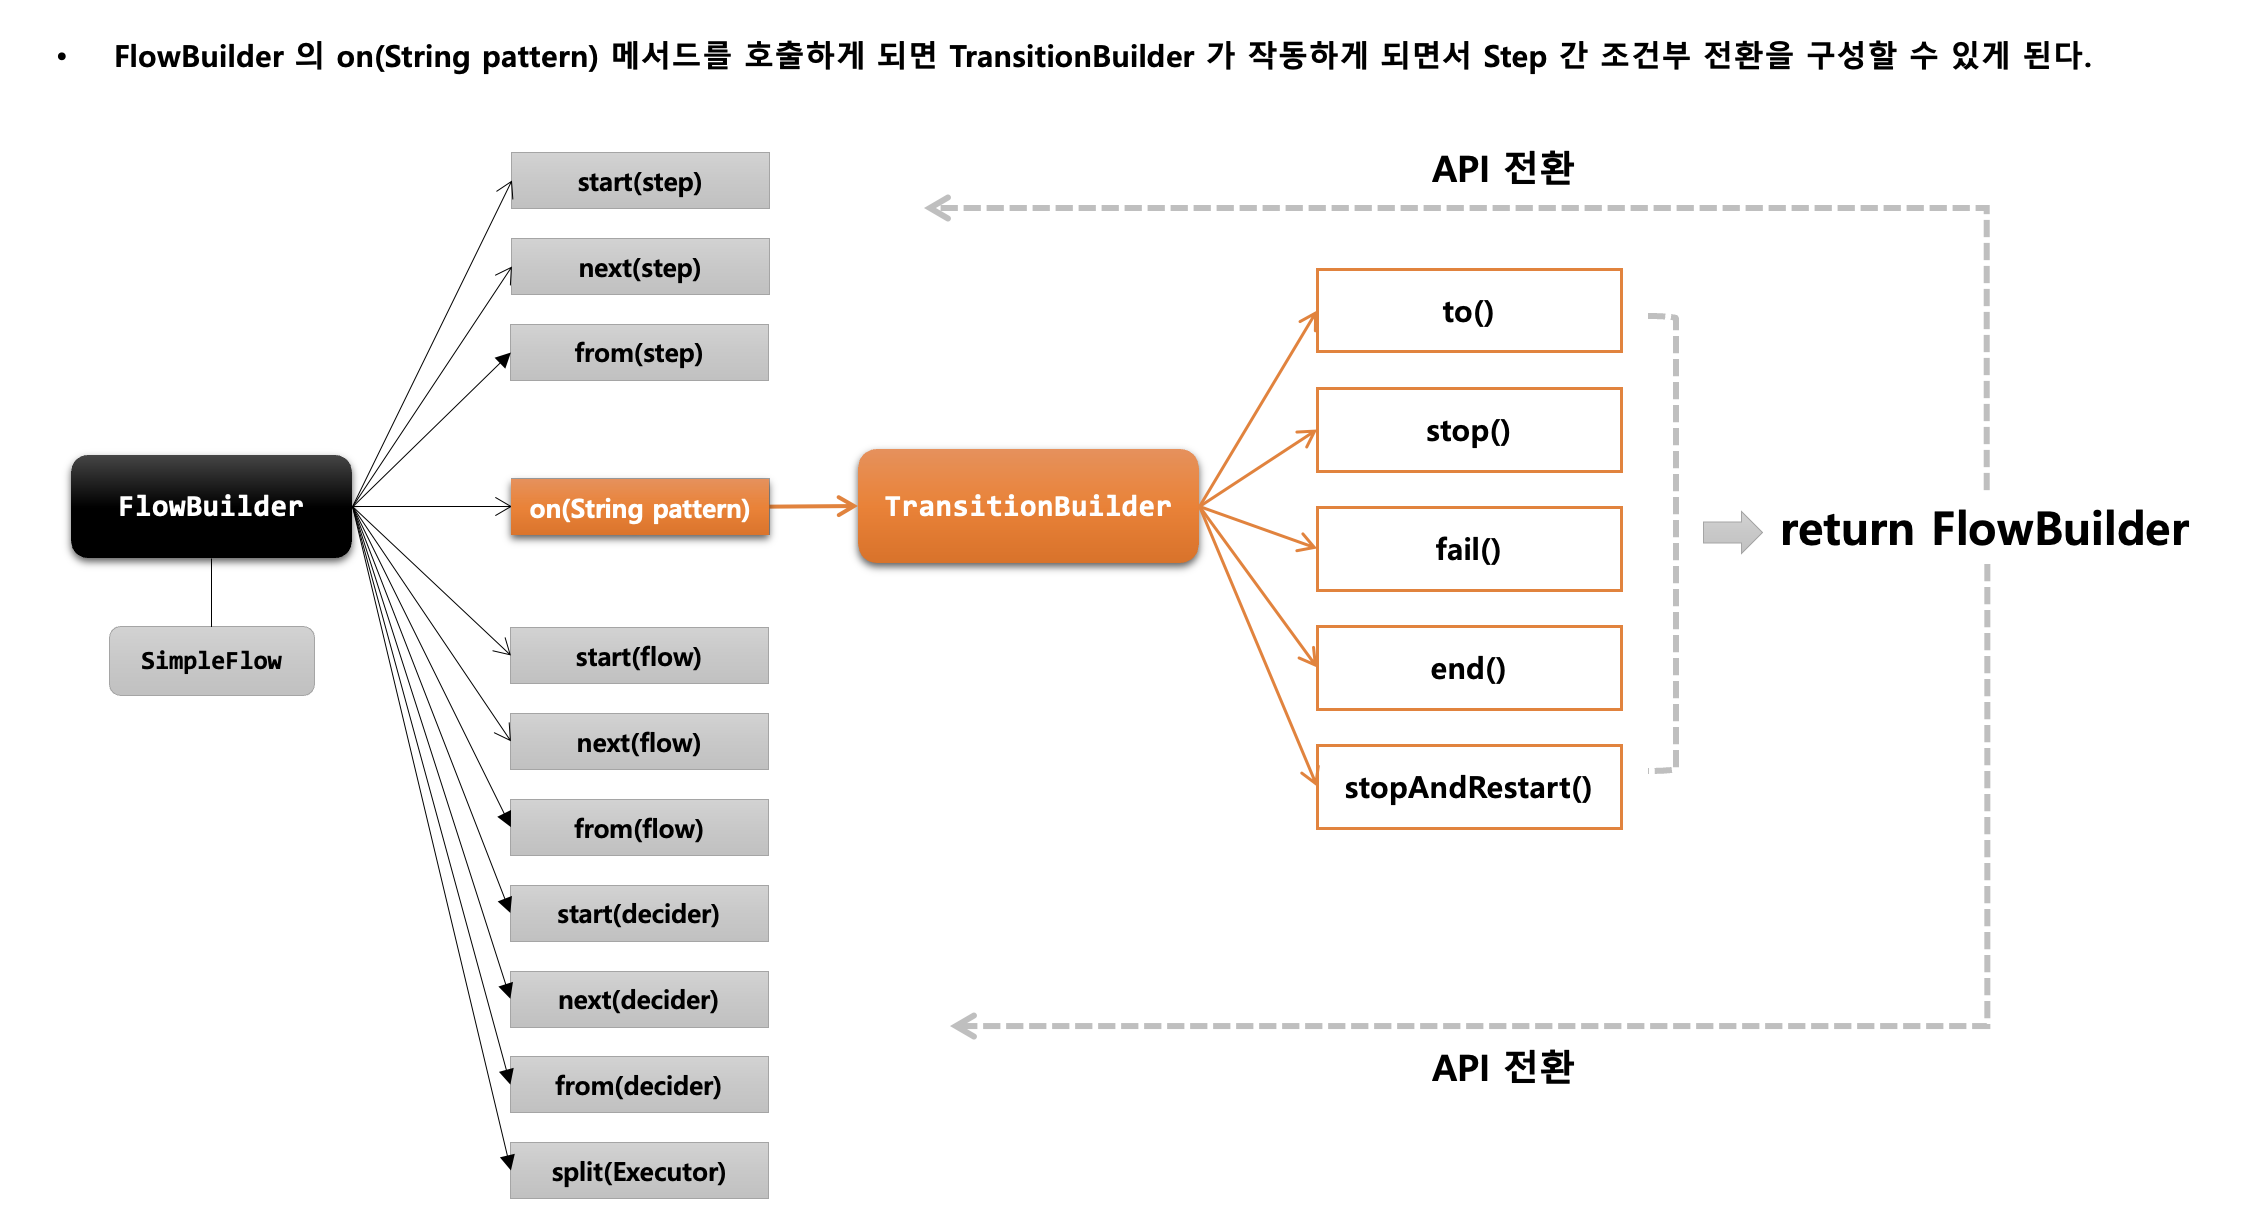 • FlowBuilder 의 on(String pattern) 메서드를 호출하게 되면 TransitionBuilder 가 작동하게 되면서 Step 간 조건부 전환을 구성할 수 있게 된다.
API 전환
start(step)
next(step)
from(step)
FlowBuilder
SimpleFlow
on(String pattern)
start(flow)
next(flow)
from(flow)
start(decider)
next(decider)
from(decider)
split(Executor)
TransitionBuilder
to()
stop()
fail()
end()
stopAndRestart()
return FlowBuilder
API 전환